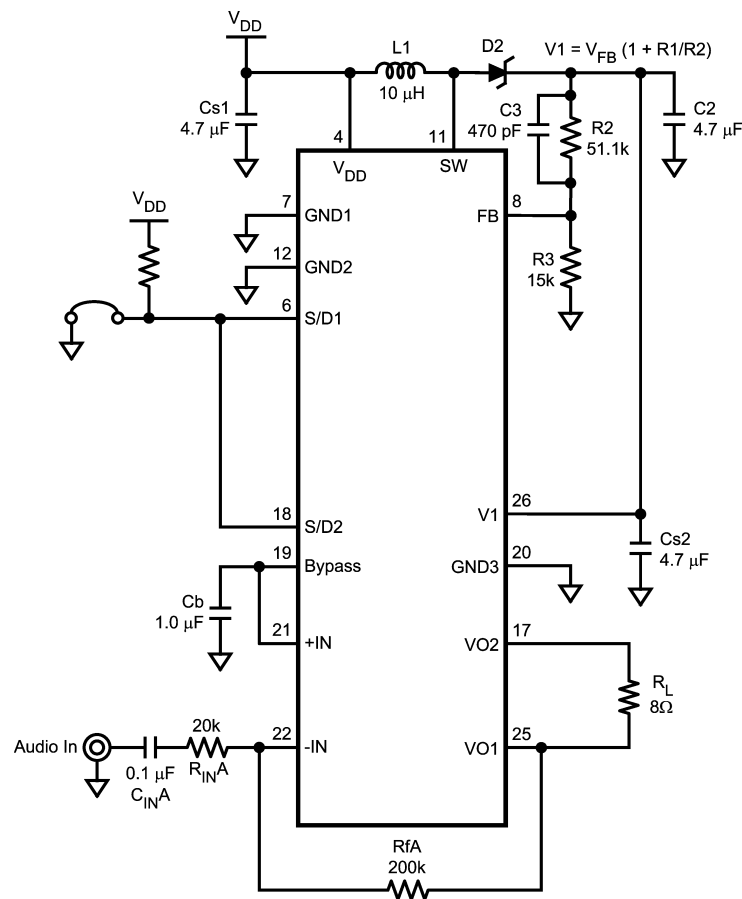 V_DD
L1
D2
V1 = V_FB (1 + R1/R2)
10 µH
Cs1
4.7 µF
C3
470 pF
R2
51.1k
C2
4.7 µF
4
11
V_DD
SW
V_DD
7
GND1
8
FB
12
GND2
R3
15k
6
S/D1
18
S/D2
26
V1
19
Bypass
20
GND3
Cs2
4.7 µF
Cb
1.0 µF
21
+IN
17
VO2
R_L
8Ω
Audio In
20k
22
-IN
25
VO1
0.1 µF
C_INA
R_INA
RfA
200k